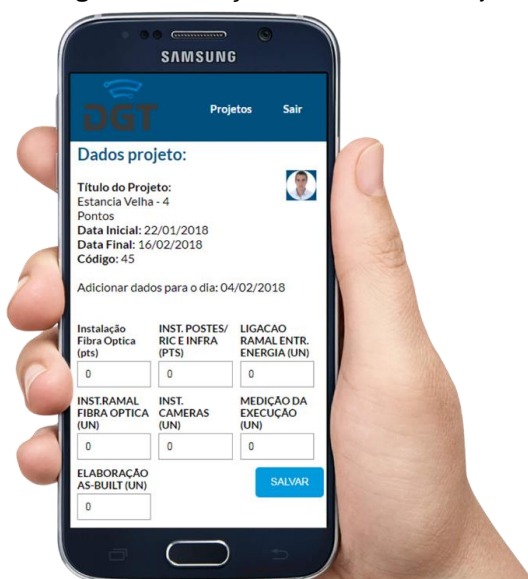 SAMSUNG
DGT
Projetos Sair
Dados projeto:
Título do Projeto:
Estancia Velha - 4
Pontos
Data Inicial: 22/01/2018
Data Final: 16/02/2018
Código: 45
Adicionar dados para o dia: 04/02/2018
Instalação
Fibra Optica
(pts)
0
INST. POSTES/
RIC E INFRA
(PTS)
0
LIGACAO
RAMAL ENTR.
ENERGIA (UN)
0
INST.RAMAL
FIBRA OPTICA
(UN)
0
INST.
CAMERAS
(UN)
0
MEDIÇÃO DA
EXECUÇÃO
(UN)
0
ELABORAÇÃO
AS-BUILT (UN)
0
SALVAR